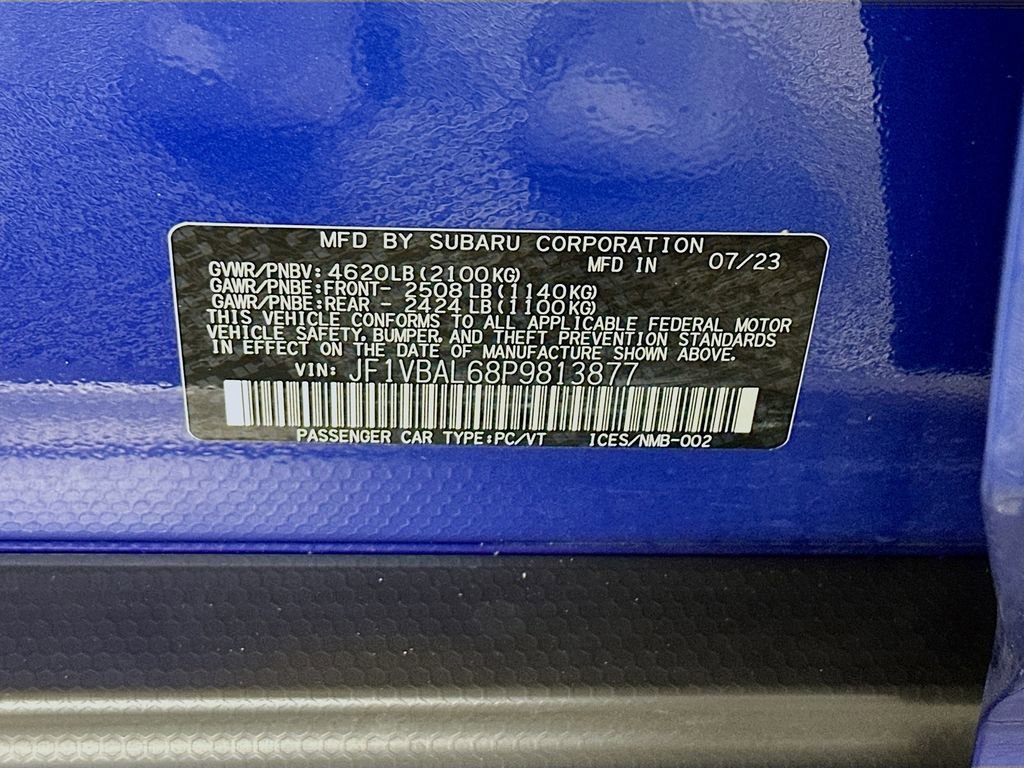 MFD BY SUBARU CORPORATION
MFD IN 07/23
GVWR/PNBV: 4620LB(2100KG)
GAWR/PNBE:FRONT- 2508LB(1140KG)
GAWR/PNBE:REAR - 2424LB(1100KG)
THIS VEHICLE CONFORMS TO ALL APPLICABLE FEDERAL MOTOR
VEHICLE SAFETY, BUMPER, AND THEFT PREVENTION STANDARDS
IN EFFECT ON THE DATE OF MANUFACTURE SHOWN ABOVE.
VIN: JF1VBAL68P9813877
PASSENGER CAR TYPE:PC/VT ICES/NMB-002